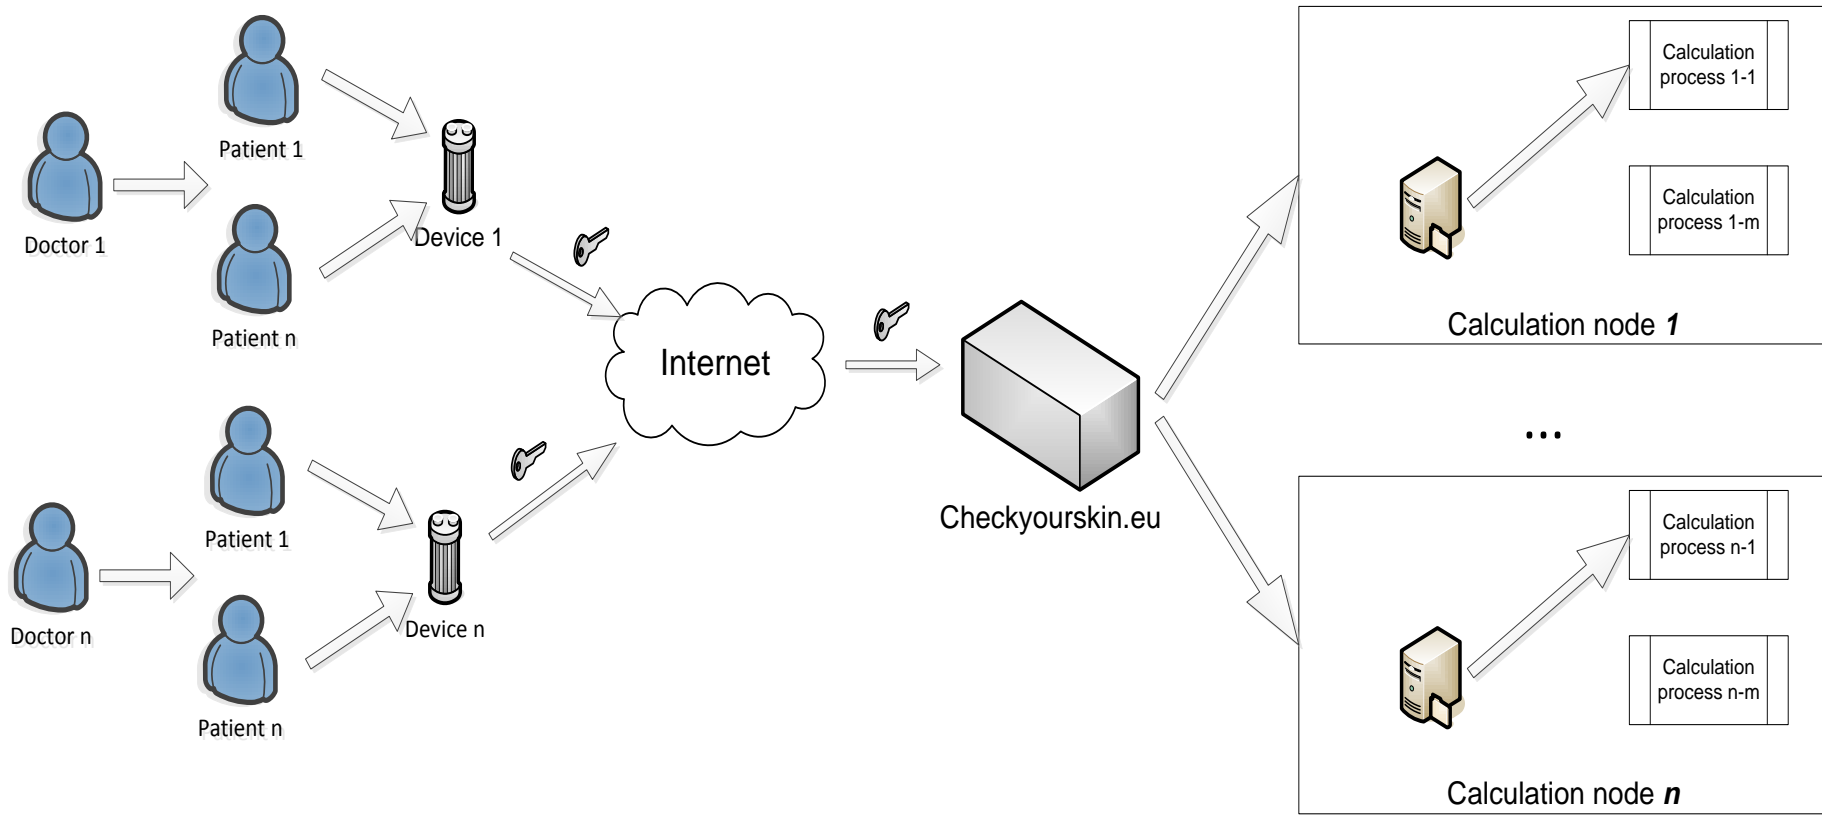 Patient 1
Doctor 1
Patient n
Device 1
Internet
Checkyourskin.eu
Patient 1
Doctor n
Patient n
Device n
Calculation
process 1-1
Calculation
process 1-m
Calculation node 1
...
Calculation
process n-1
Calculation
process n-m
Calculation node n